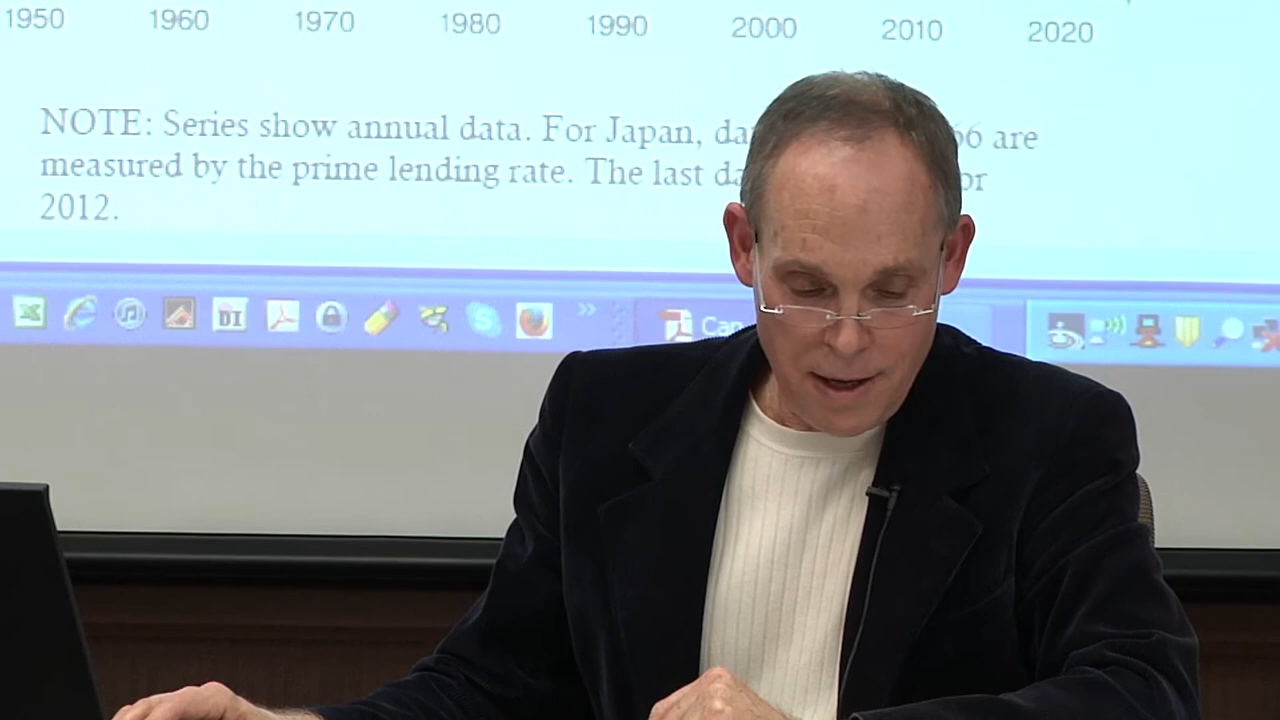 1950 1960 1970 1980 1990 2000 2010 2020
NOTE: Series show annual data. For Japan, da 66 are
measured by the prime lending rate. The last da or
2012.
DI Can